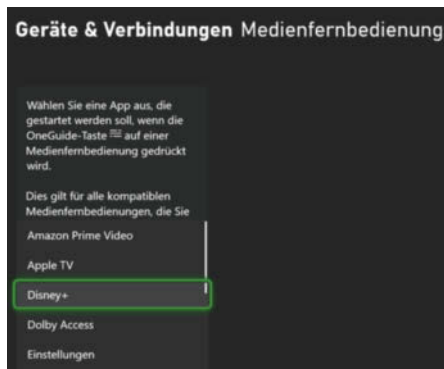 Geräte & Verbindungen Medienfernbedienung
Wählen Sie eine App aus, die
gestartet werden soll, wenn die
OneGuide-Taste auf einer
Medienfernbedienung gedrückt
wird.
Dies gilt für alle kompatiblen
Medienfernbedienungen, die Sie
Amazon Prime Video
Apple TV
Disney+
Dolby Access
Einstellungen